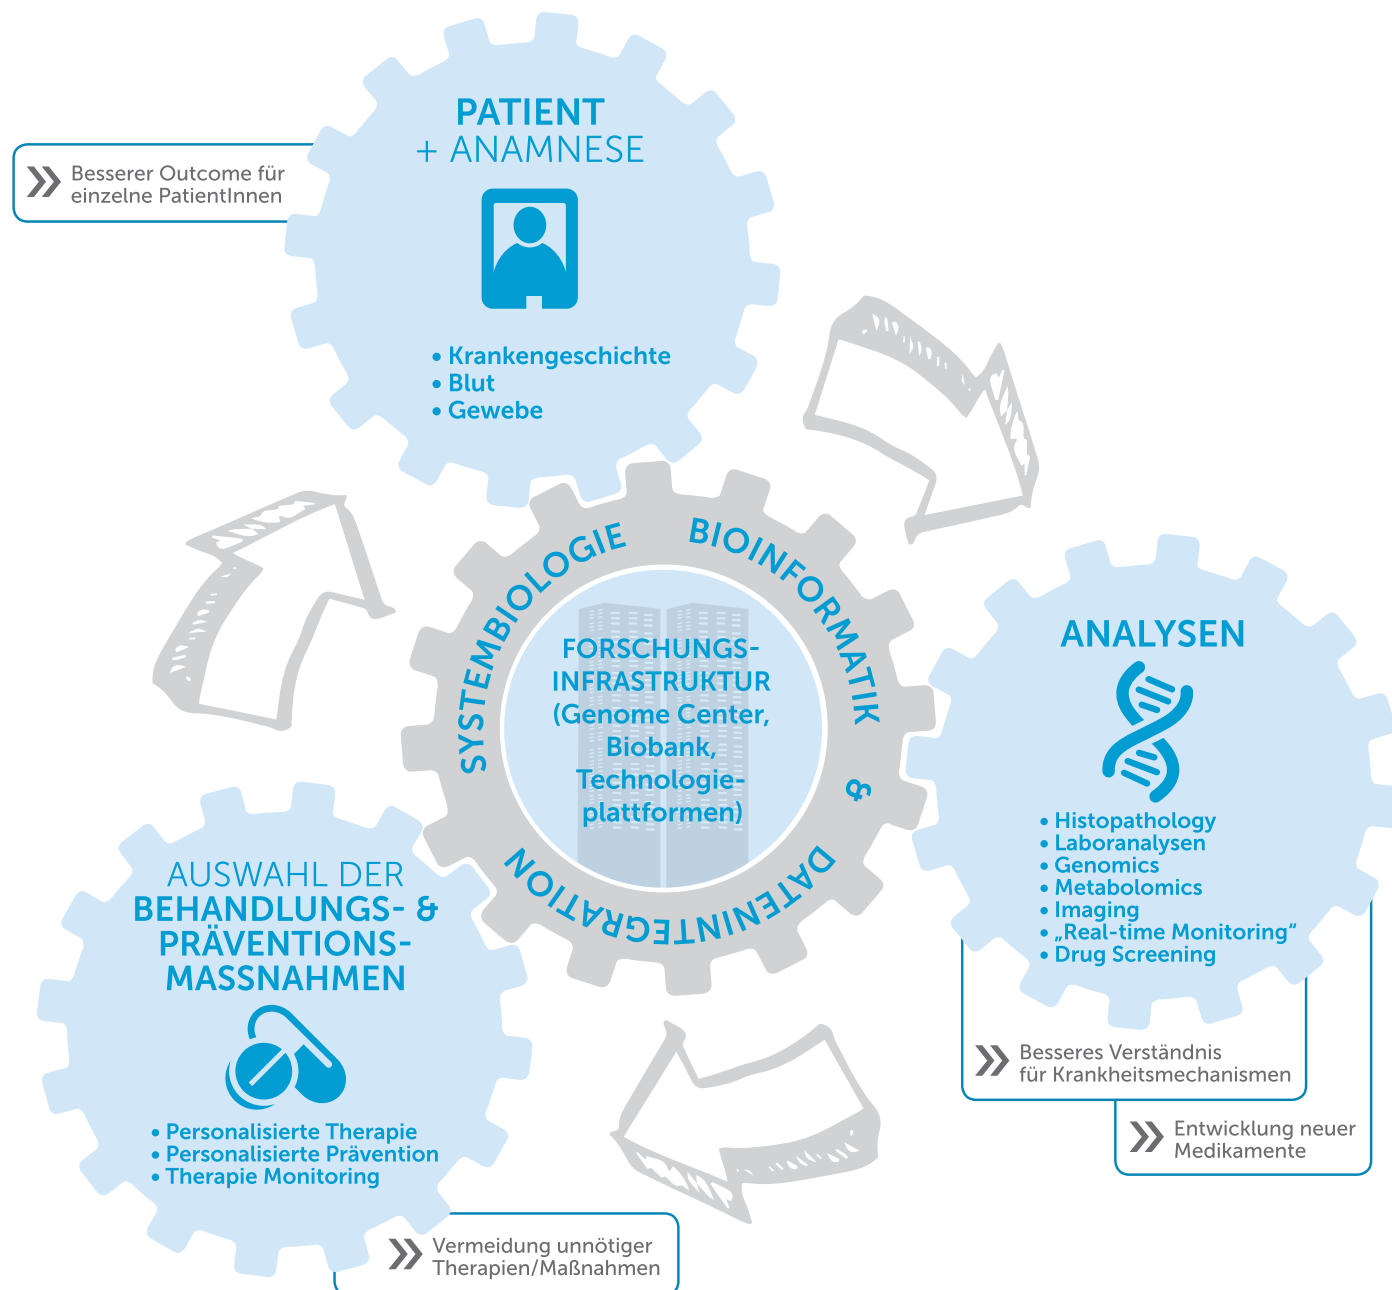 PATIENT
+ ANAMNESE
Besserer Outcome für
einzelne PatientInnen
• Krankengeschichte
• Blut
• Gewebe
SYSTEMBIOLOGIE
BIOINFORMATIK & DATENINTEGRATION
FORSCHUNGS-
INFRASTRUKTUR
(Genome Center,
Biobank,
Technologie-
plattformen)
ANALYSEN
• Histopathology
• Laboranalysen
• Genomics
• Metabolomics
• Imaging
• „Real-time Monitoring“
• Drug Screening
Besseres Verständnis
für Krankheitsmechanismen
Entwicklung neuer
Medikamente
AUSWAHL DER
BEHANDLUNGS- &
PRÄVENTIONS-
MASSNAHMEN
• Personalisierte Therapie
• Personalisierte Prävention
• Therapie Monitoring
Vermeidung unnötiger
Therapien/Maßnahmen